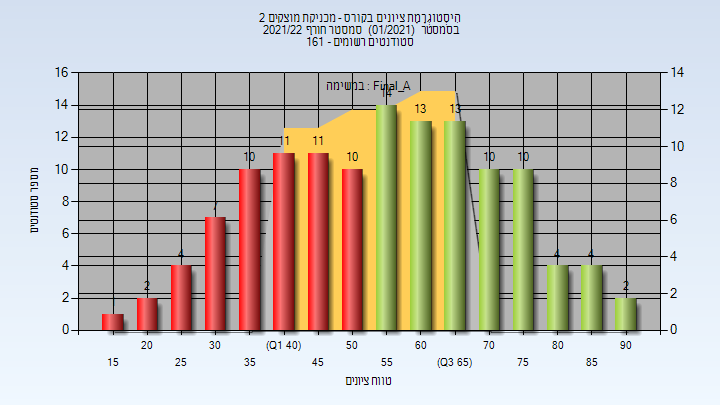 היסטוגרמת ציונים בקורס - מכניקת מוצקים 2
בסמסטר (01/2021) סמסטר חורף 2021/22
סטודנטים רשומים - 161
במשימה : Final_A
מספר סטודנטים
16 14 12 10 8 6 4 2 0
14 12 10 8 6 4 2 0
2 4 7 10 11 11 10 14 13 13 10 10 4 4 2
20 30 (Q1 40) 50 60 70 80 90
15 25 35 45 55 (Q3 65) 75 85
טווח ציונים